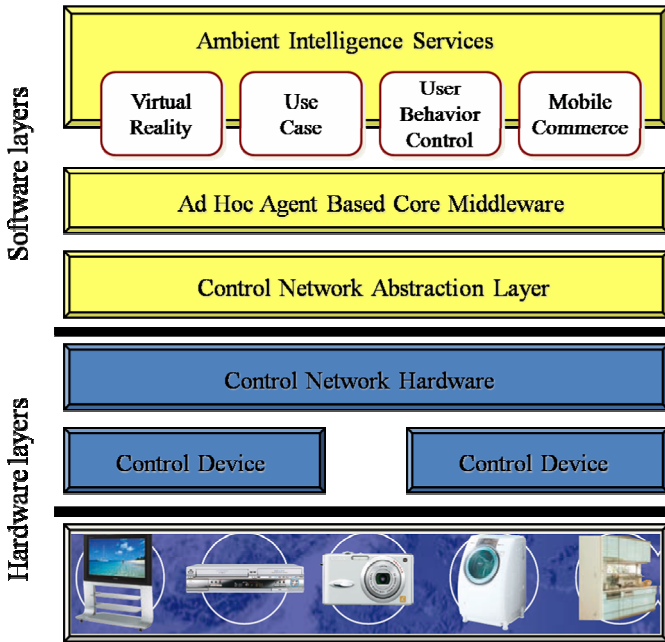 Software layers
Ambient Intelligence Services
Virtual
Reality
Use
Case
User
Behavior
Control
Mobile
Commerce
Ad Hoc Agent Based Core Middleware
Control Network Abstraction Layer
Hardware layers
Control Network Hardware
Control Device
Control Device